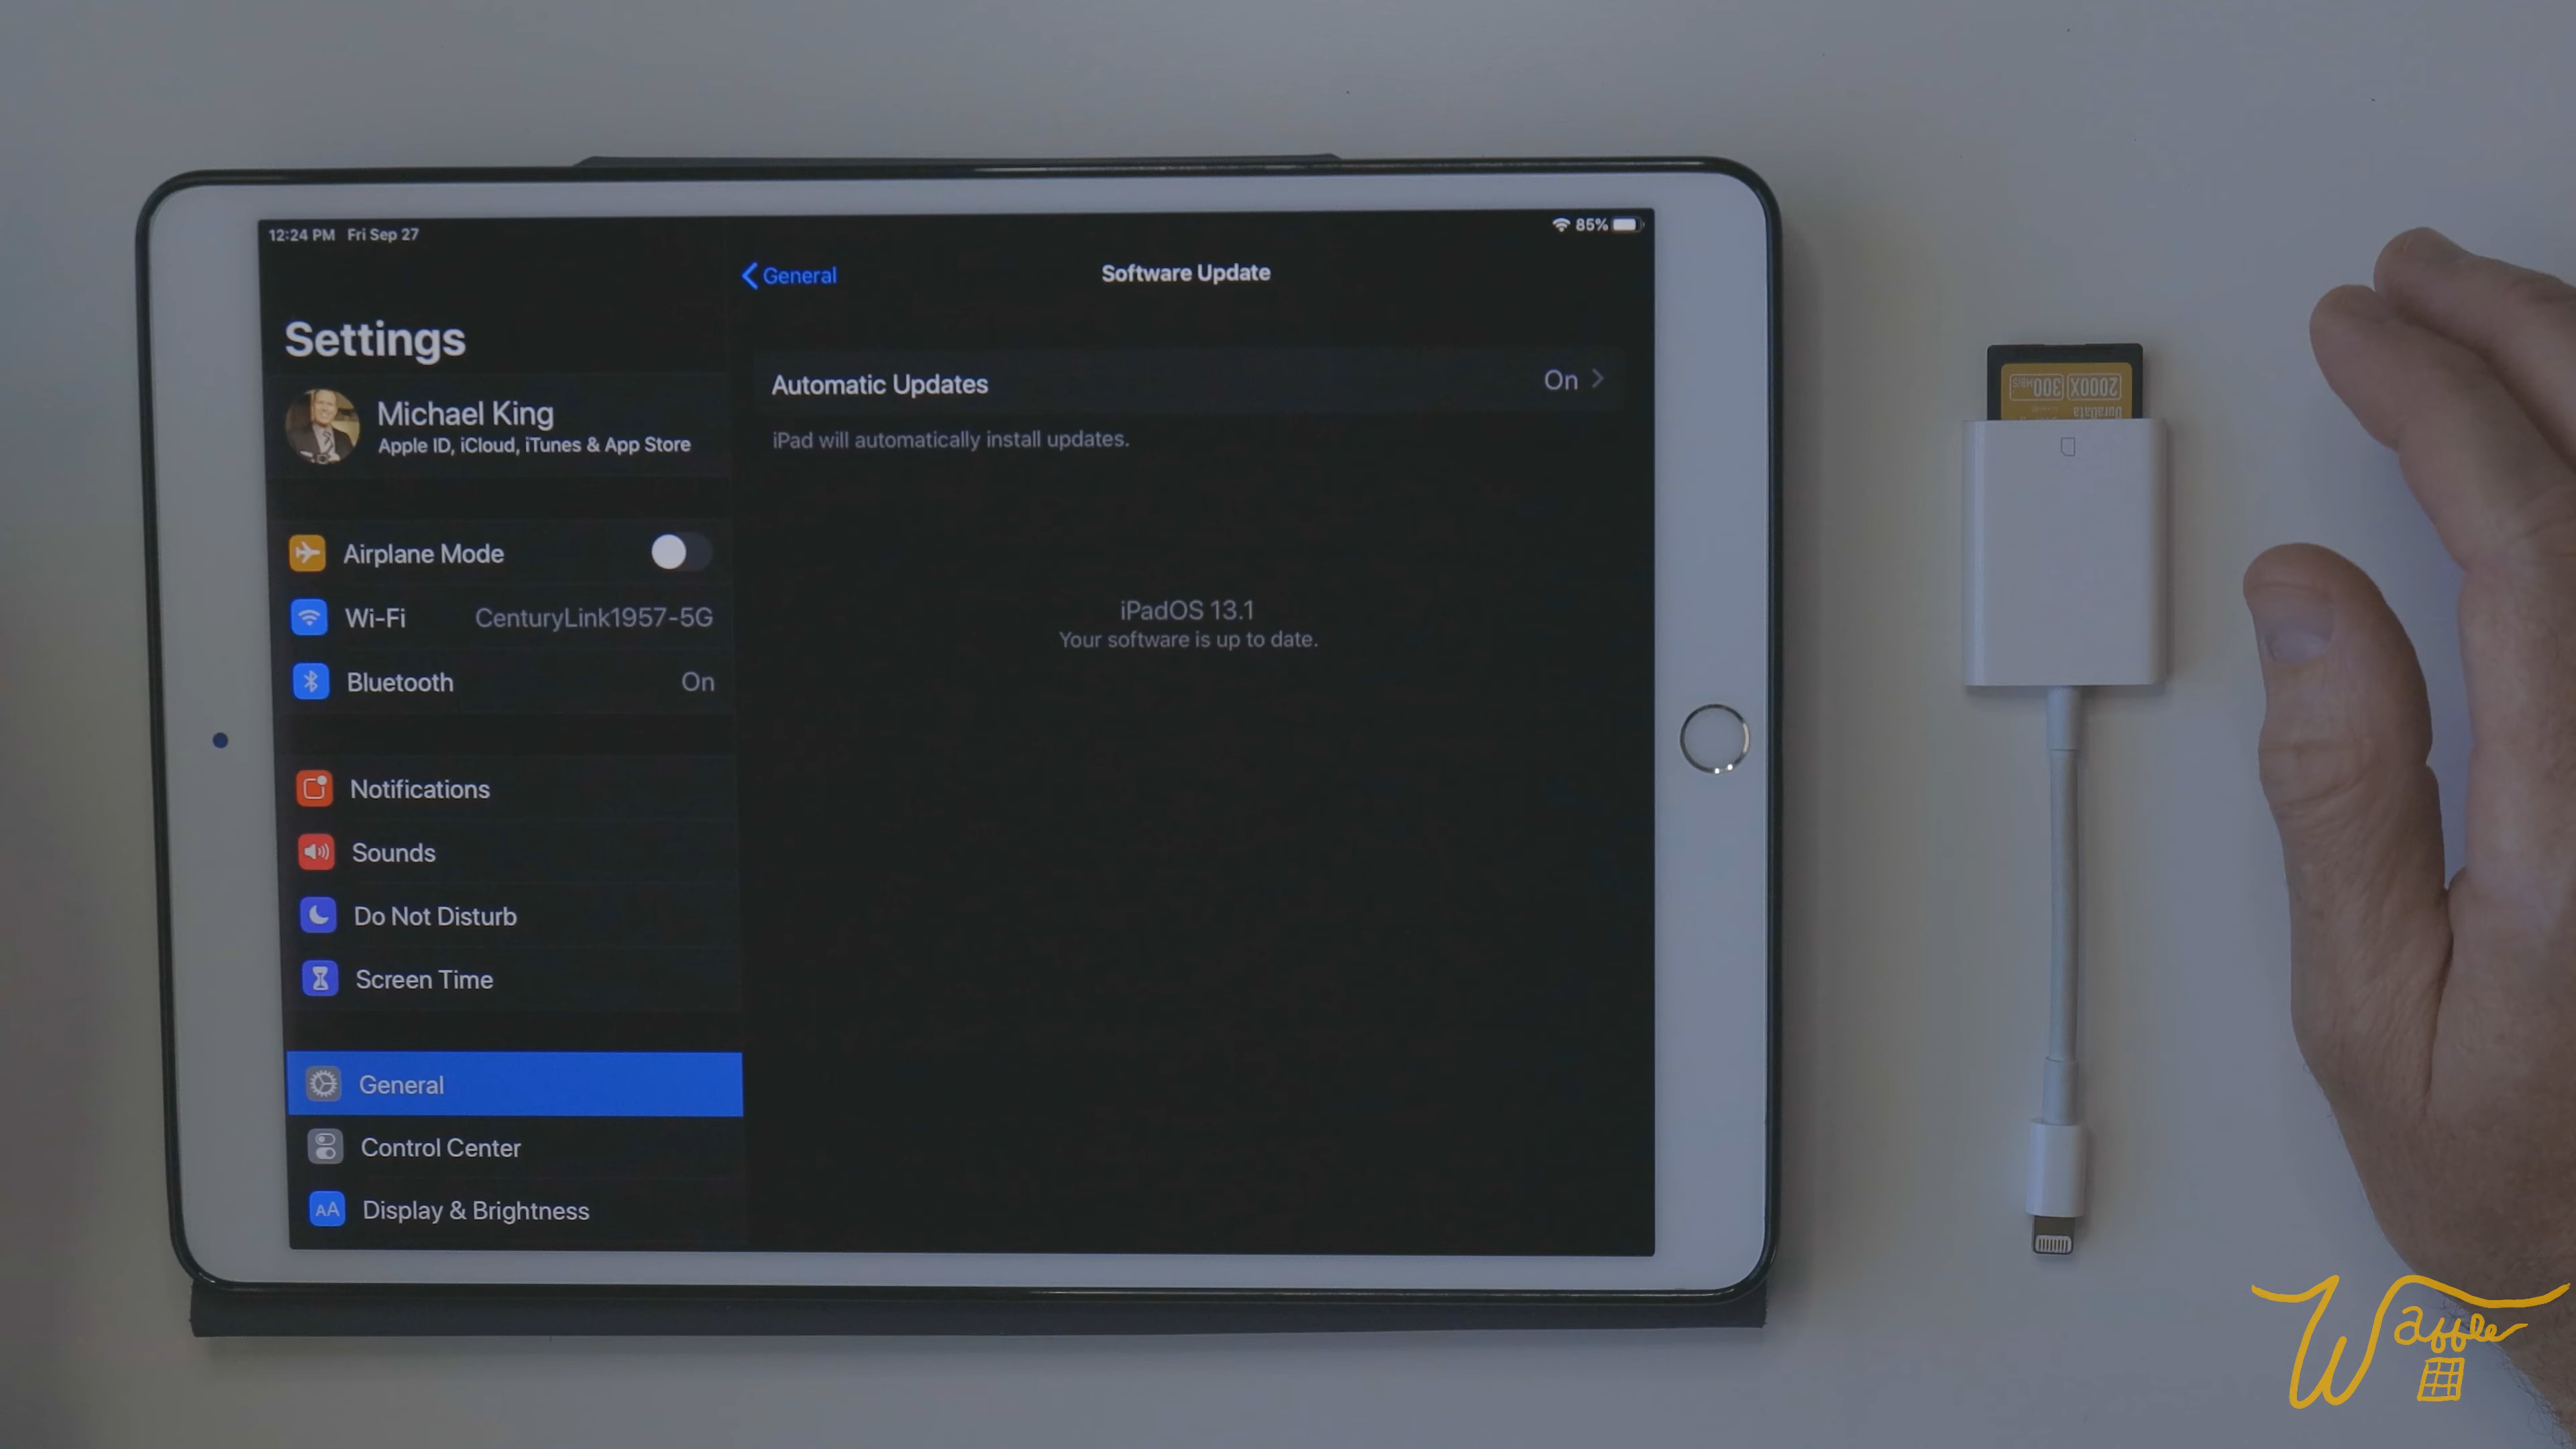 12:24 PM Fri Sep 27
85%
Settings
Michael King
Apple ID, iCloud, iTunes & App Store
Airplane Mode
Wi-Fi CenturyLink1957-5G
Bluetooth On
Notifications
Sounds
Do Not Disturb
Screen Time
General
Control Center
AA Display & Brightness
General
Software Update
Automatic Updates On
iPad will automatically install updates.
iPadOS 13.1
Your software is up to date.
2000X 300 MB/S
DuraData
Waffle